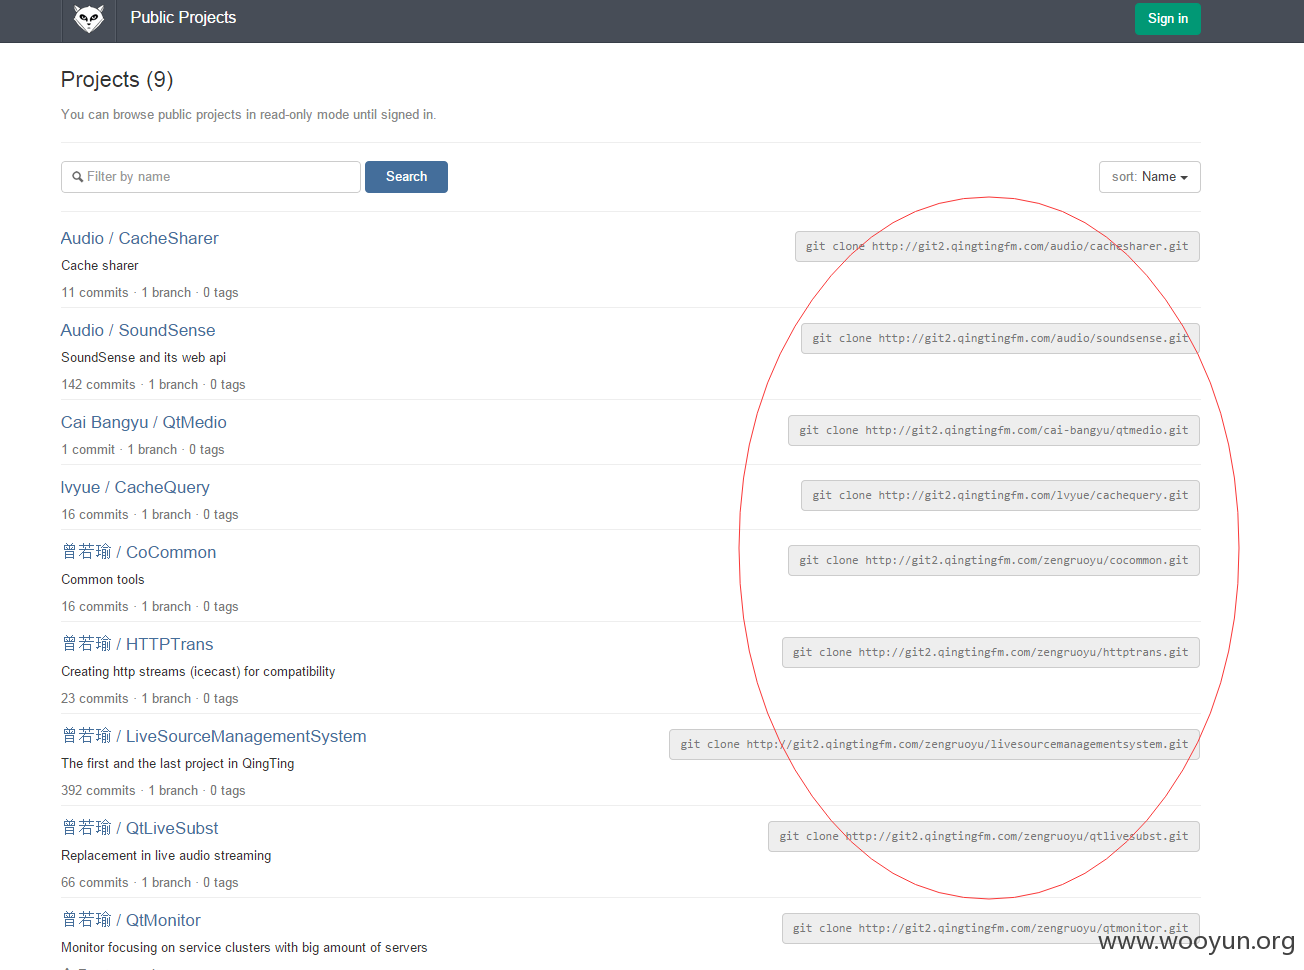 Public Projects
Sign in
Projects (9)
You can browse public projects in read-only mode until signed in.
Filter by name
Search
sort: Name
Audio / CacheSharer
git clone http://git2.qingtingfm.com/audio/cachesharer.git
Cache sharer
11 commits · 1 branch · 0 tags
Audio / SoundSense
git clone http://git2.qingtingfm.com/audio/soundsense.git
SoundSense and its web api
142 commits · 1 branch · 0 tags
Cai Bangyu / QtMedio
git clone http://git2.qingtingfm.com/cai-bangyu/qtmedio.git
1 commit · 1 branch · 0 tags
lvyue / CacheQuery
git clone http://git2.qingtingfm.com/lvyue/cachequery.git
16 commits · 1 branch · 0 tags
曾若瑜 / CoCommon
git clone http://git2.qingtingfm.com/zengruoyu/cocommon.git
Common tools
16 commits · 1 branch · 0 tags
曾若瑜 / HTTPTrans
git clone http://git2.qingtingfm.com/zengruoyu/httptrans.git
Creating http streams (icecast) for compatibility
23 commits · 1 branch · 0 tags
曾若瑜 / LiveSourceManagementSystem
git clone http://git2.qingtingfm.com/zengruoyu/livesourcemanagementsystem.git
The first and the last project in QingTing
392 commits · 1 branch · 0 tags
曾若瑜 / QtLiveSubst
git clone http://git2.qingtingfm.com/zengruoyu/qtlivesubst.git
Replacement in live audio streaming
66 commits · 1 branch · 0 tags
曾若瑜 / QtMonitor
git clone http://git2.qingtingfm.com/zengruoyu/qtmonitor.git
www.wooyun.org
Monitor focusing on service clusters with big amount of servers